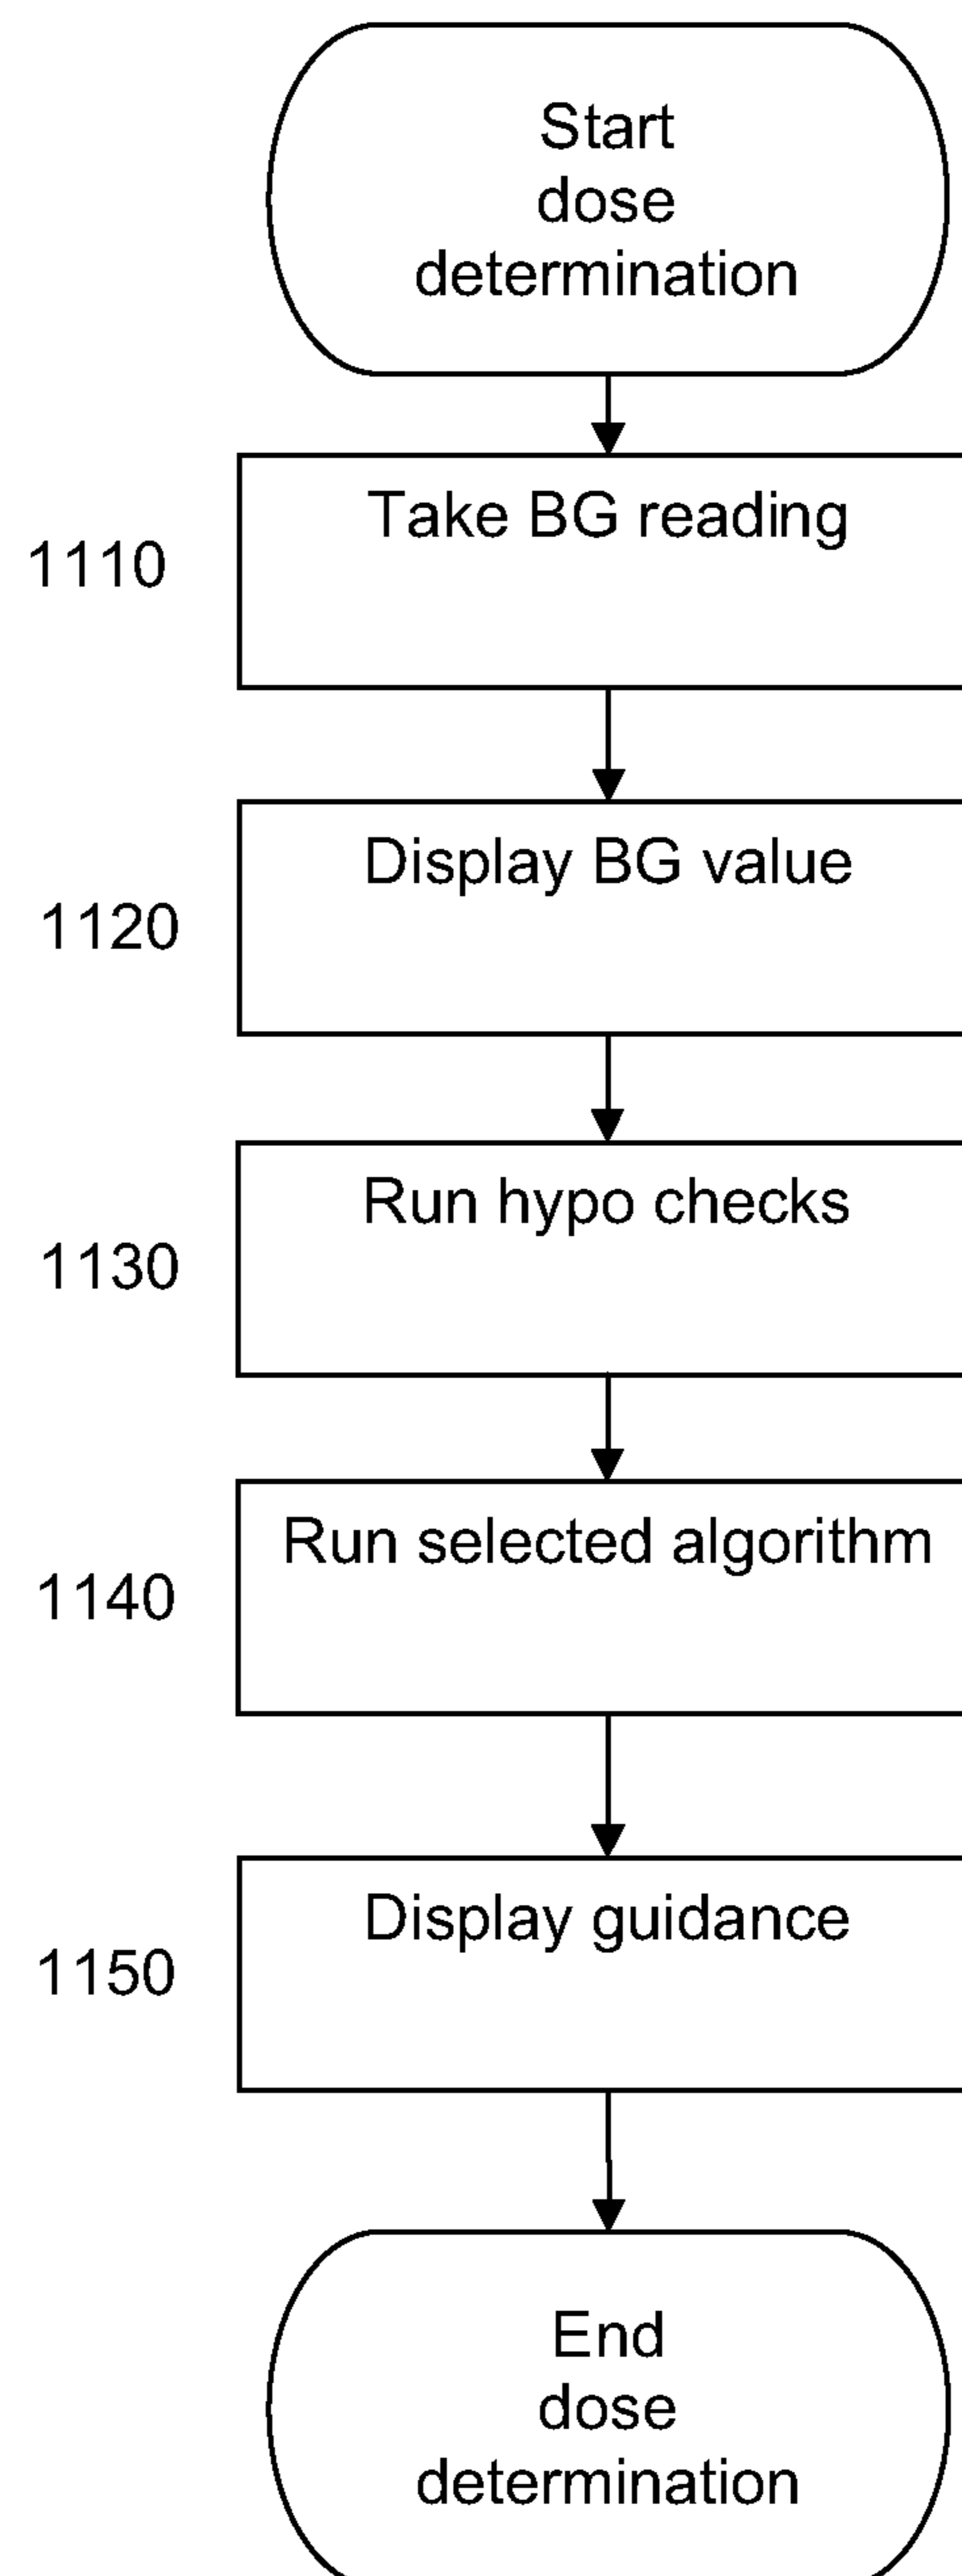 Start
dose
determination
Take BG reading
1110
Display BG value
1120
Run hypo checks
1130
Run selected algorithm
1140
Display guidance
1150
End
dose
determination